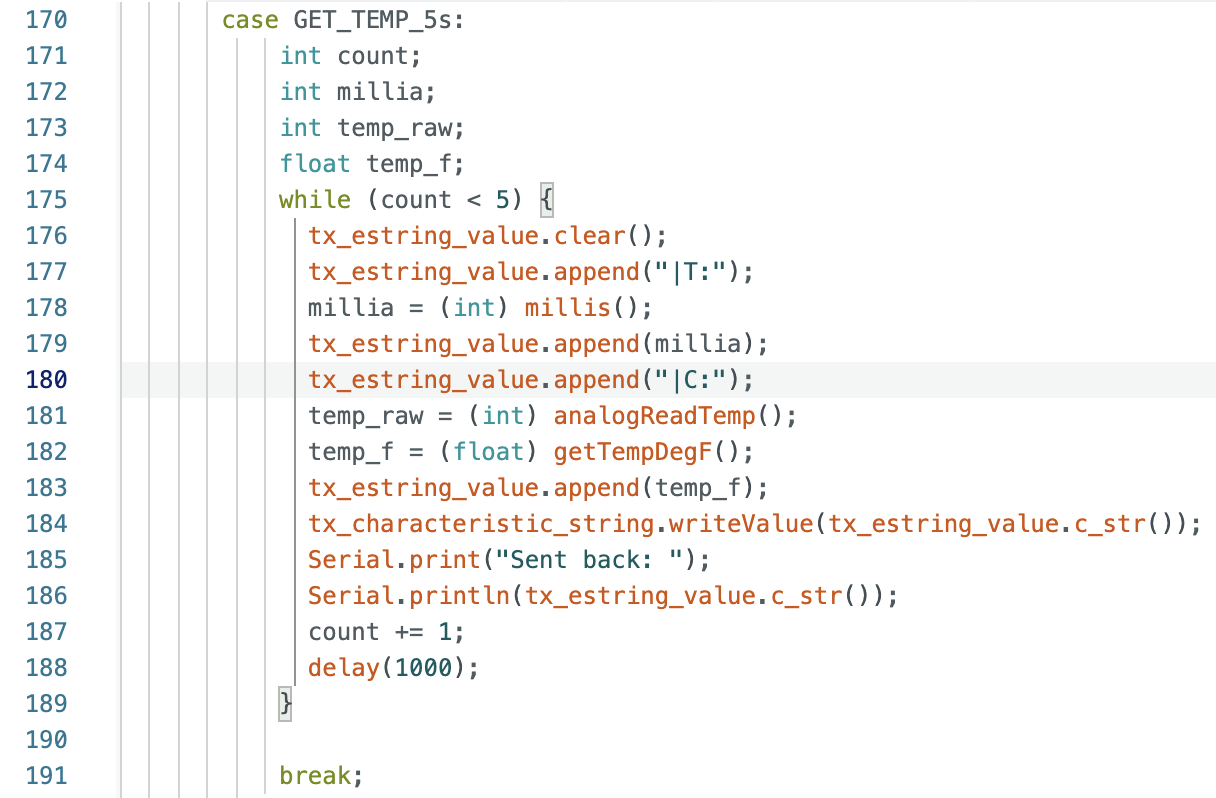 170 case GET_TEMP_5s:
171 int count;
172 int millia;
173 int temp_raw;
174 float temp_f;
175 while (count < 5) {
176 tx_estring_value.clear();
177 tx_estring_value.append("|T:");
178 millia = (int) millis();
179 tx_estring_value.append(millia);
180 tx_estring_value.append("|C:");
181 temp_raw = (int) analogReadTemp();
182 temp_f = (float) getTempDegF();
183 tx_estring_value.append(temp_f);
184 tx_characteristic_string.writeValue(tx_estring_value.c_str());
185 Serial.print("Sent back: ");
186 Serial.println(tx_estring_value.c_str());
187 count += 1;
188 delay(1000);
189 }
190
191 break;